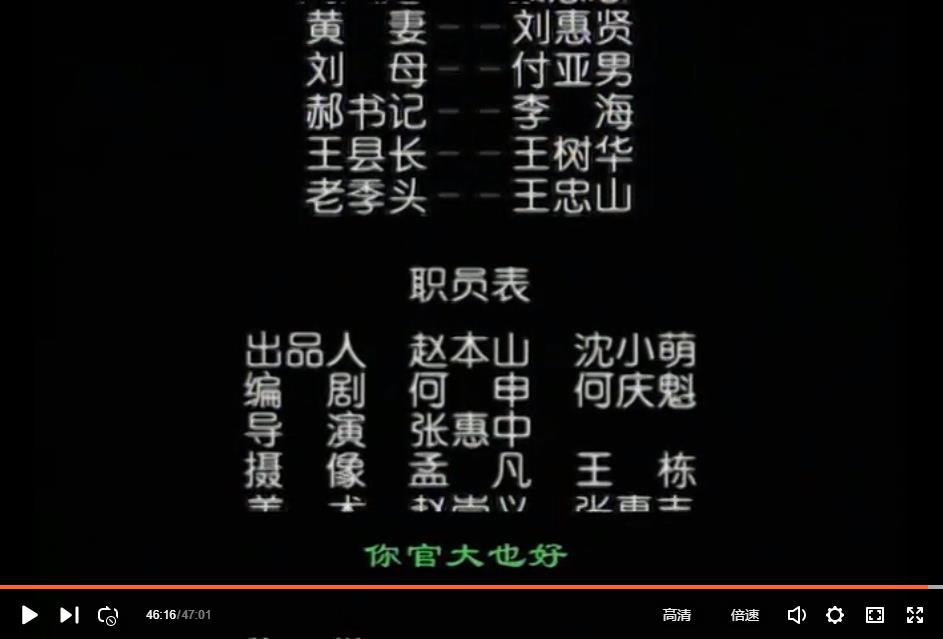 黄 妻——刘惠贤
刘 母——付亚男
郝书记——李 海
王县长——王树华
老季头——王忠山
职员表
出品人 赵本山 沈小萌
编 剧 何 申 何庆魁
导 演 张惠中
摄 像 孟 凡 王 栋
你官大也好
46:16/47:01
高清 倍速